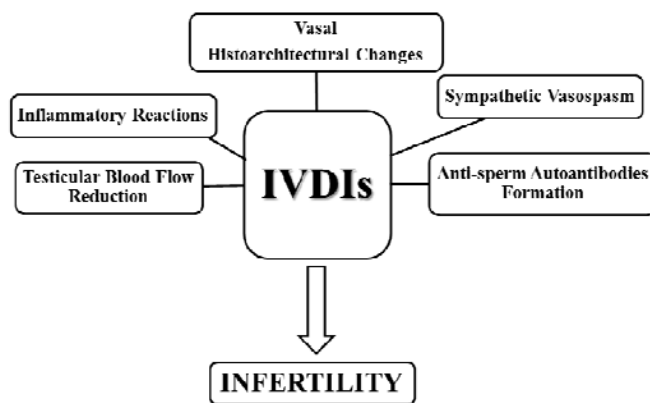 Vasal
Histoarchitectural Changes
Sympathetic Vasospasm
Inflammatory Reactions
Testicular Blood Flow
Reduction
IVDIs
Anti-sperm Autoantibodies
Formation
INFERTILITY